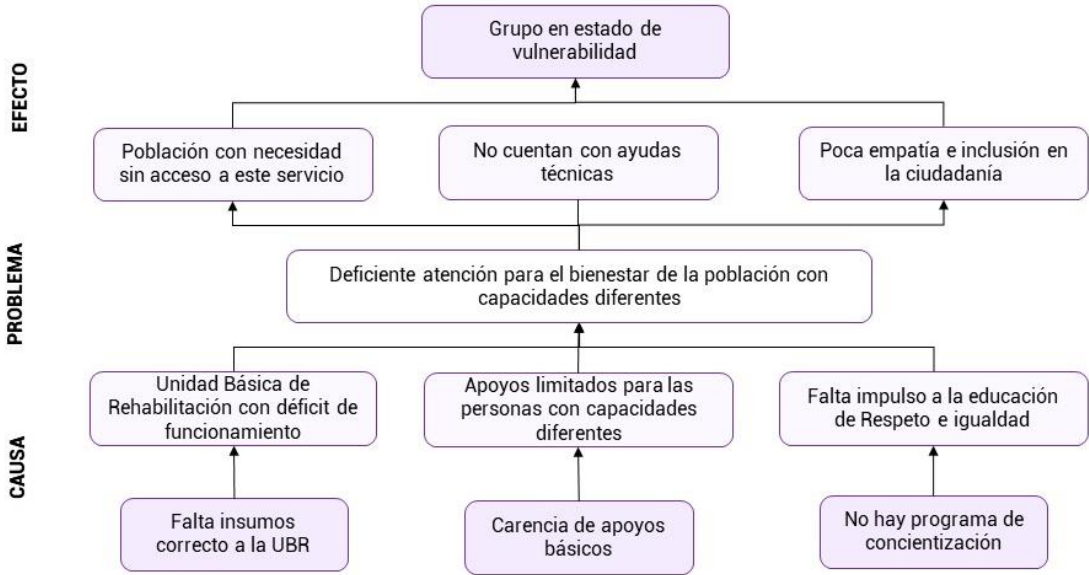 EFECTO
Grupo en estado de
vulnerabilidad
Población con necesidad
sin acceso a este servicio
No cuentan con ayudas
técnicas
Poca empatía e inclusión en
la ciudadanía
PROBLEMA
Deficiente atención para el bienestar de la población con
capacidades diferentes
CAUSA
Unidad Básica de
Rehabilitación con déficit de
funcionamiento
Apoyos limitados para las
personas con capacidades
diferentes
Falta impulso a la educación
de Respeto e igualdad
Falta insumos
correcto a la UBR
Carencia de apoyos
básicos
No hay programa de
concientización